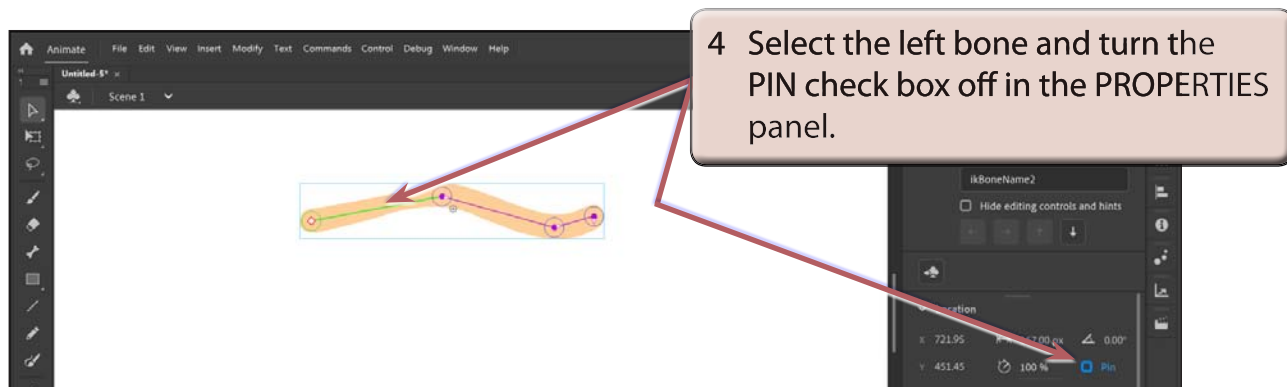 4 Select the left bone and turn the
PIN check box off in the PROPERTIES
panel.
Animate File Edit View Insert Modify Text Commands Control Debug Window Help
Untitled-5* ×
Scene 1
ikBoneName2
Hide editing controls and hints
X 721.95 0.00°
Y 451.45 100 % Pin